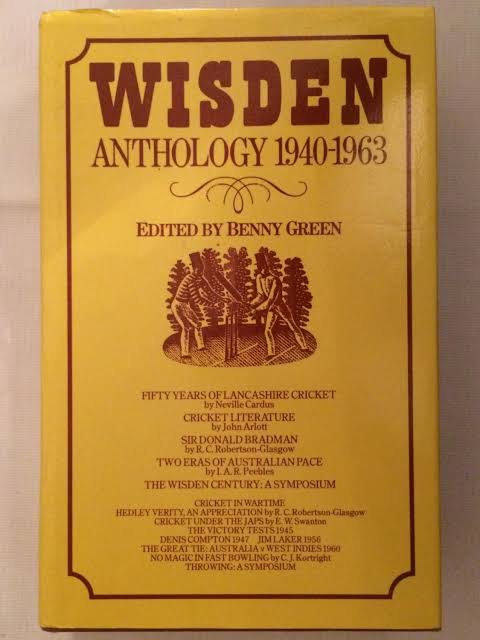 WISDEN
ANTHOLOGY 1940-1963
EDITED BY BENNY GREEN
FIFTY YEARS OF LANCASHIRE CRICKET
by Neville Cardus
CRICKET LITERATURE
by John Arlott
SIR DONALD BRADMAN
by R. C. Robertson-Glasgow
TWO ERAS OF AUSTRALIAN PACE
by I. A. R. Peebles
THE WISDEN CENTURY: A SYMPOSIUM
CRICKET IN WARTIME
HEDLEY VERITY, AN APPRECIATION by R. C. Robertson-Glasgow
CRICKET UNDER THE JAPS by E. W. Swanton
THE VICTORY TESTS 1945
DENIS COMPTON 1947 JIM LAKER 1956
THE GREAT TIE: AUSTRALIA v WEST INDIES 1960
NO MAGIC IN FAST BOWLING by C. J. Kortright
THROWING: A SYMPOSIUM